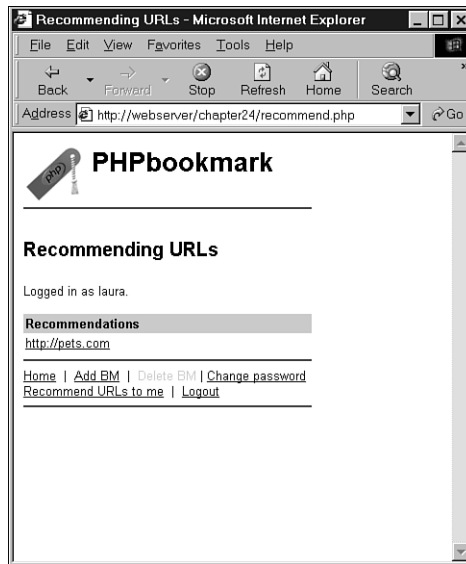 Recommending URLs - Microsoft Internet Explorer
File Edit View Favorites Tools Help
Back Forward Stop Refresh Home Search »
Address http://webserver/chapter24/recommend.php Go
php PHPbookmark
Recommending URLs
Logged in as laura.
Recommendations
http://pets.com
Home | Add BM | Delete BM | Change password
Recommend URLs to me | Logout